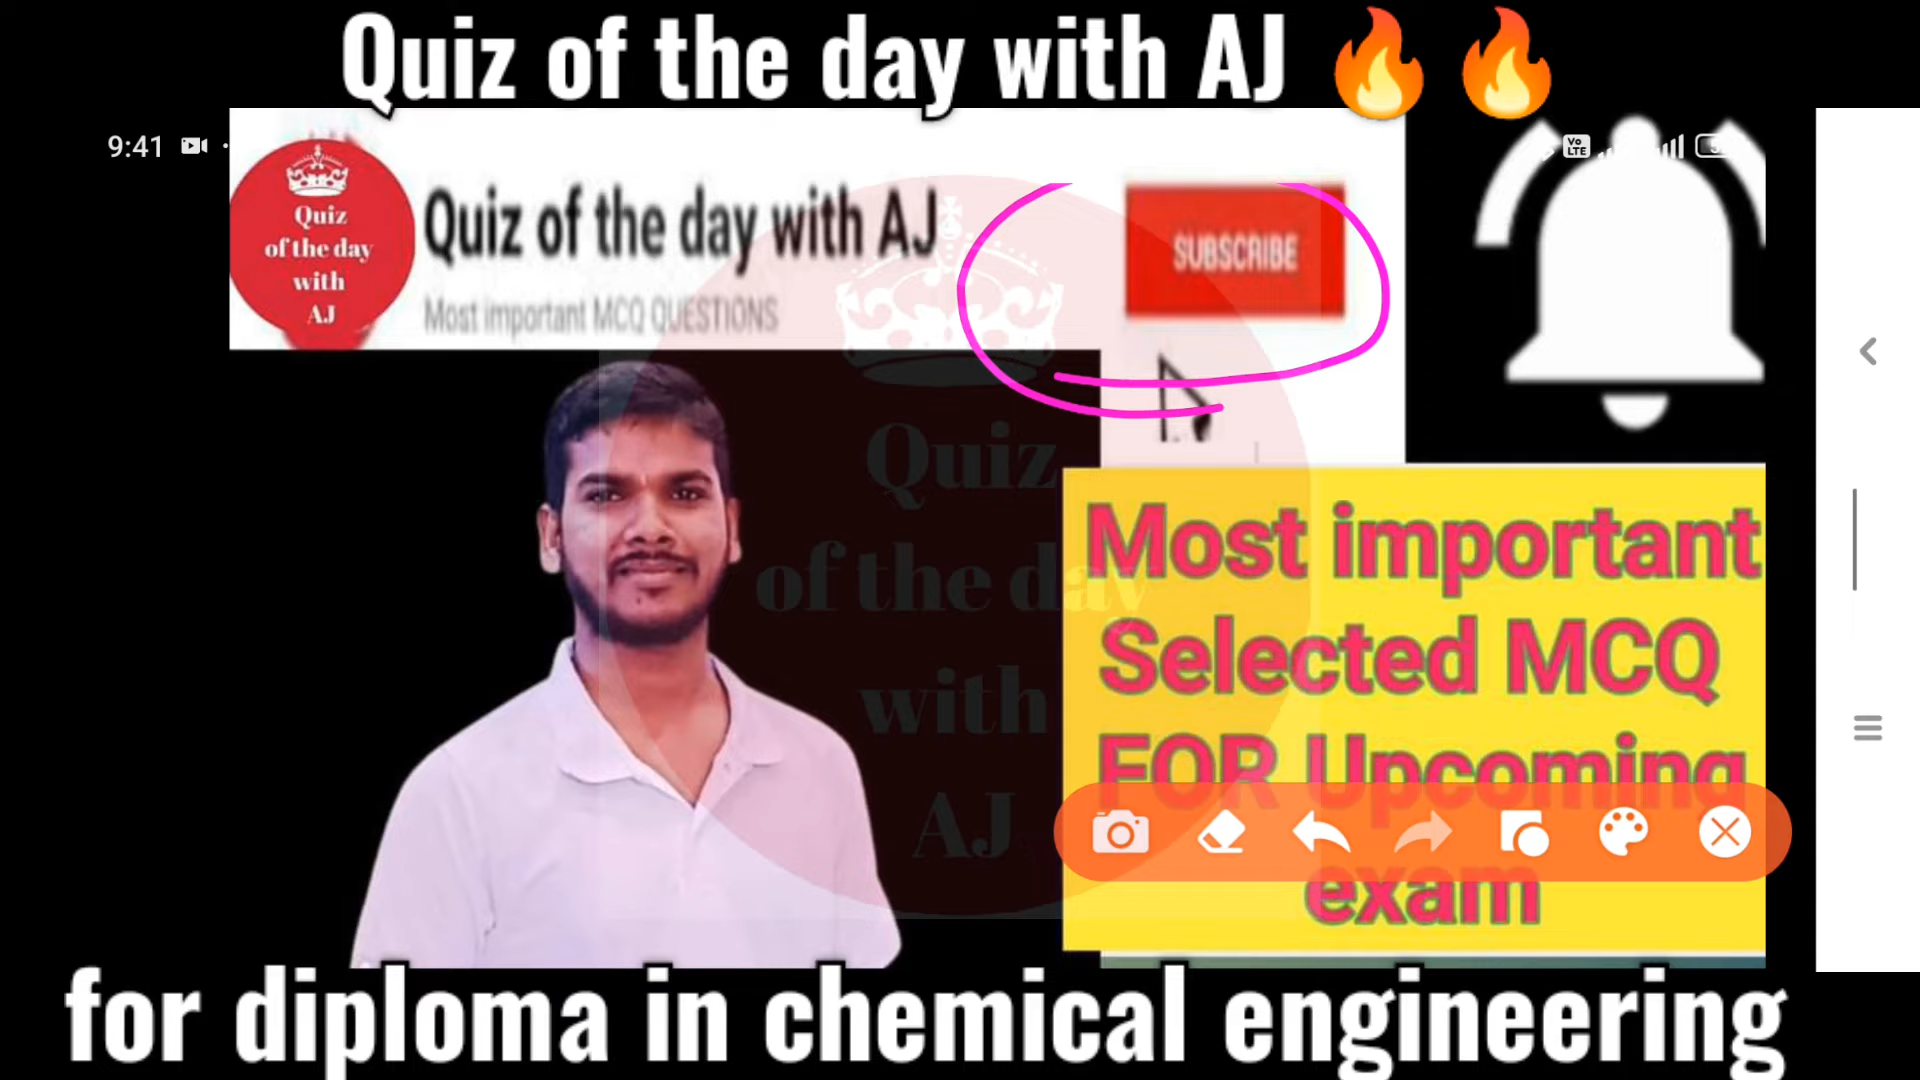 Quiz of the day with AJ 🔥🔥
9:41
Vo
LTE
Quiz
of the day
with
AJ
Quiz of the day with AJ
Most important MCQ QUESTIONS
SUBSCRIBE
Quiz
of the day
with
AJ
Most important
Selected MCQ
FOR Upcoming
exam
for diploma in chemical engineering